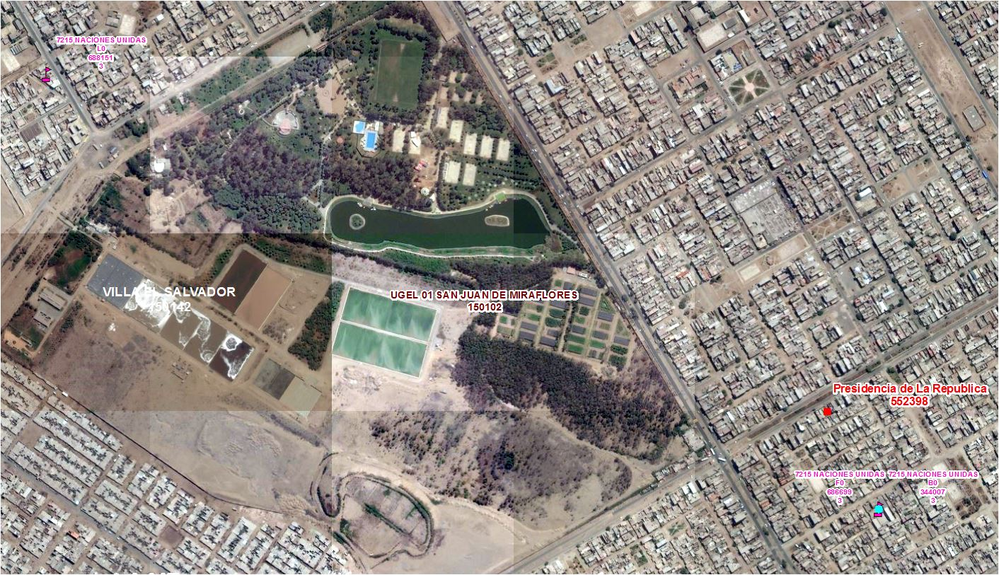 7215 NACIONES UNIDAS
L0
688151
3
VILLA EL SALVADOR
150142
UGEL 01 SAN JUAN DE MIRAFLORES
150102
Presidencia de La Republica
552398
7215 NACIONES UNIDAS
F0
686699
3
7215 NACIONES UNIDAS
B0
344007
3